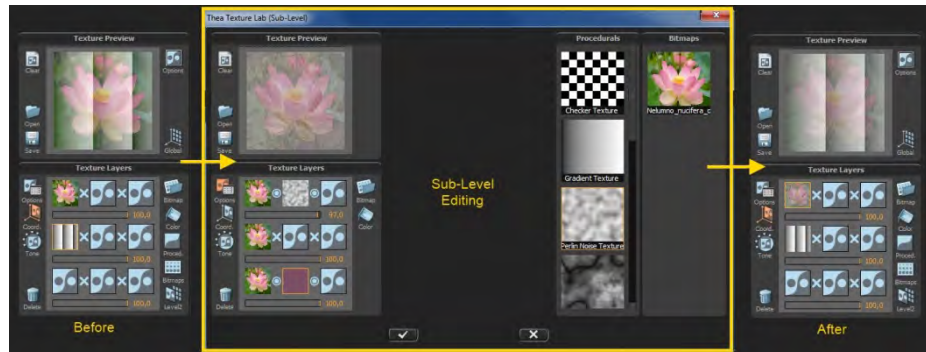 Thea Texture Lab (Sub-Level)
Texture Preview
Clear
Options
Open
Save
Global
Texture Layers
Options
Bitmap
100,0
Coord.
Color
100,0
Tone
Proced.
Bitmaps
100,0
Delete
Level2
Before
Texture Preview
Clear
Open
Save
Texture Layers
Options
Bitmap
97,0
Coord.
Color
100,0
Tone
100,0
Delete
Sub-Level
Editing
Procedurals
Checker Texture
Gradient Texture
Perlin Noise Texture
Bitmaps
Nelumno_nucifera_c
Texture Preview
Clear
Options
Open
Save
Global
Texture Layers
Options
Bitmap
100,0
Coord.
Color
100,0
Tone
Proced.
Bitmaps
100,0
Delete
Level2
After